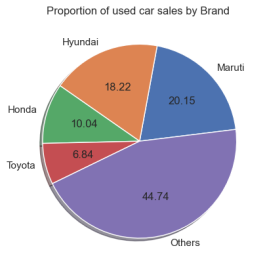 Proportion of used car sales by Brand
Hyundai
Maruti
18.22
20.15
Honda
10.04
Toyota
6.84
44.74
Others